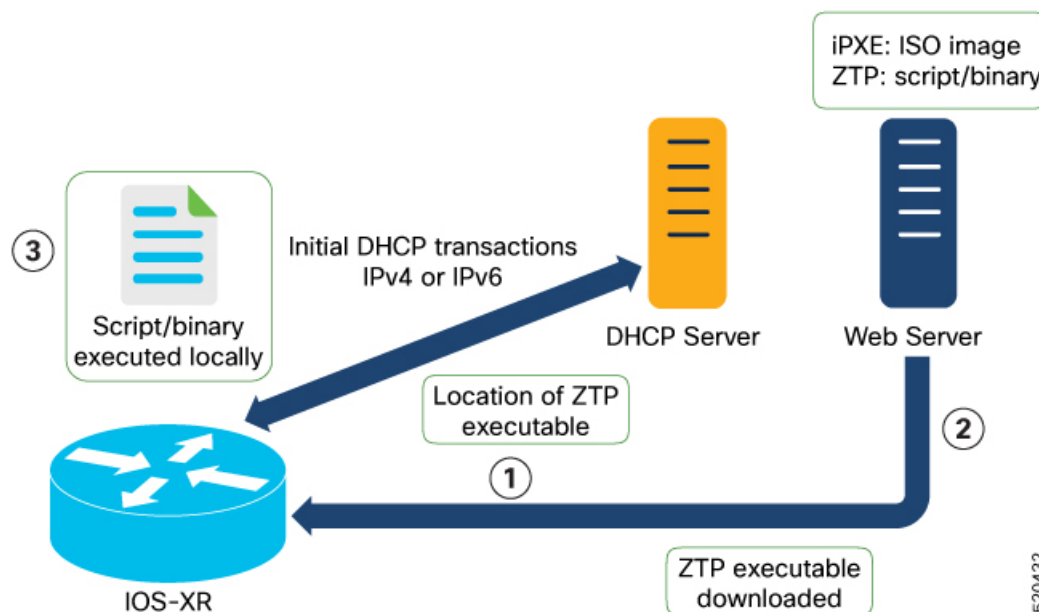 iPXE: ISO image
ZTP: script/binary
3
Script/binary
executed locally
Initial DHCP transactions
IPv4 or IPv6
DHCP Server
Web Server
Location of ZTP
executable
1
2
ZTP executable
downloaded
IOS-XR
520422